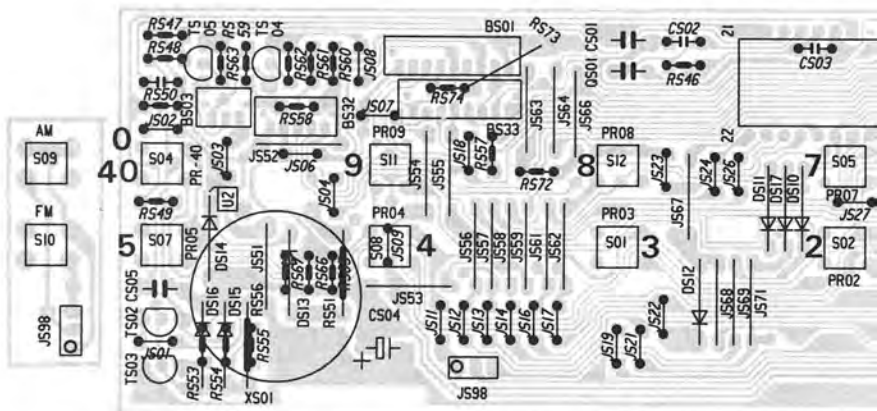 RS47
RS48
RS50
JS02
TS
05
RS
59
TS
04
RS63
RS62
RS61
RS60
JS08
BS03
RS58
BS32
JS07
BS01
RS73
RS74
BS33
CS01
QS01
CS02
RS46
21
CS03
22
JS63
JS64
JS66
AM
S09
FM
S10
JS98
0
40
S04
PR-40
JS03
JS52
JS06
JS04
9
PR09
S11
JS54
JS55
JS18
RS57
RS72
8
PR08
S12
JS23
JS24
JS26
JS67
DS11
DS17
DS10
7
S05
PR07
JS27
RS49
5
S07
PR05
U2
DS14
JS51
RS64
DS13
RS66
RS51
PR04
S08
JS09
4
JS53
JS56
JS57
JS58
JS59
JS61
JS62
PR03
S01
3
2
S02
PR02
DS12
JS68
JS69
JS71
CS05
TS02
JS01
TS03
DS16
DS15
RS56
RS55
RS53
RS54
XS01
CS04
+
JS11
JS12
JS13
JS14
JS16
JS17
JS98
JS19
JS21
JS22